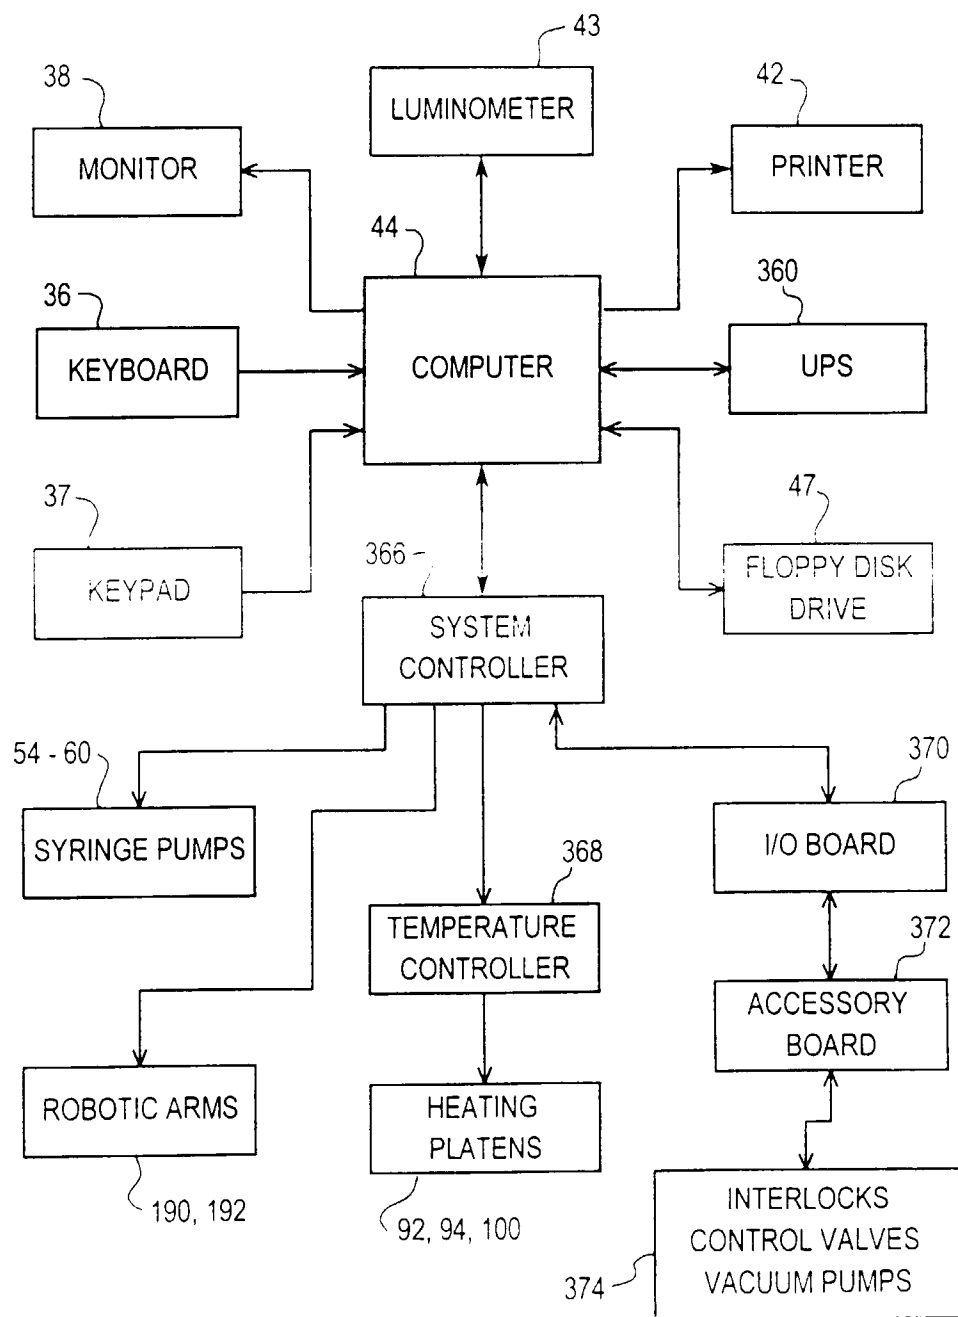 43
38
42
LUMINOMETER
MONITOR
PRINTER
44
36
360
KEYBOARD
COMPUTER
UPS
37
47
366
KEYPAD
FLOPPY DISK
DRIVE
SYSTEM
CONTROLLER
54 - 60
370
SYRINGE PUMPS
I/O BOARD
368
TEMPERATURE
CONTROLLER
372
ACCESSORY
BOARD
ROBOTIC ARMS
HEATING
PLATENS
190, 192
92, 94, 100
INTERLOCKS
CONTROL VALVES
VACUUM PUMPS
374